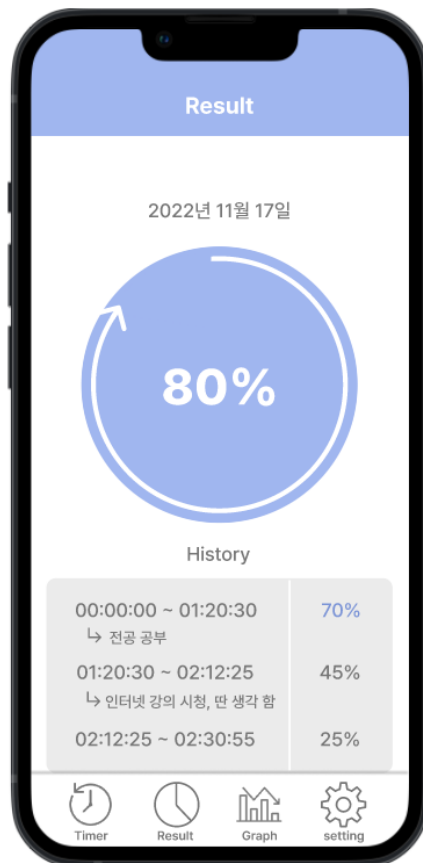 Result
2022년 11월 17일
80%
History
00:00:00 ~ 01:20:30 70%
전공 공부
01:20:30 ~ 02:12:25 45%
인터넷 강의 시청, 딴 생각 함
02:12:25 ~ 02:30:55 25%
Timer Result Graph setting